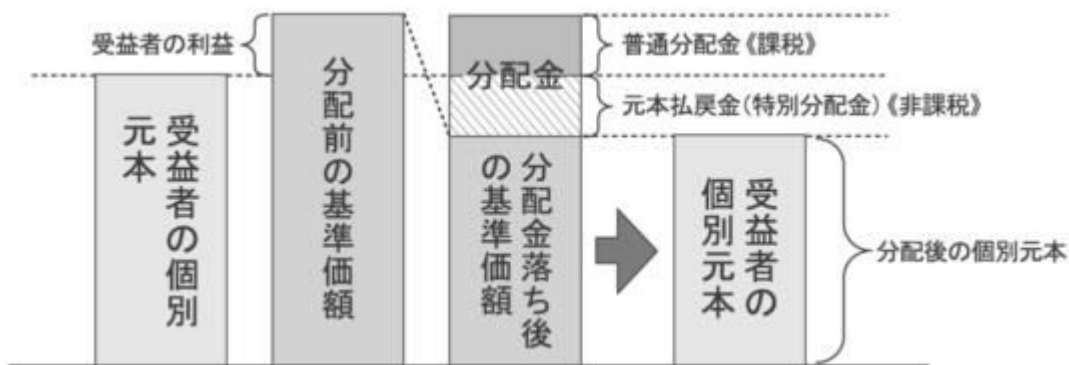 受益者の利益
受益者の個別
元本
分配前の基準価額
分配金
分配金落ち後
の基準価額
普通分配金《課税》
元本払戻金(特別分配金)《非課税》
受益者の
個別元本
分配後の個別元本